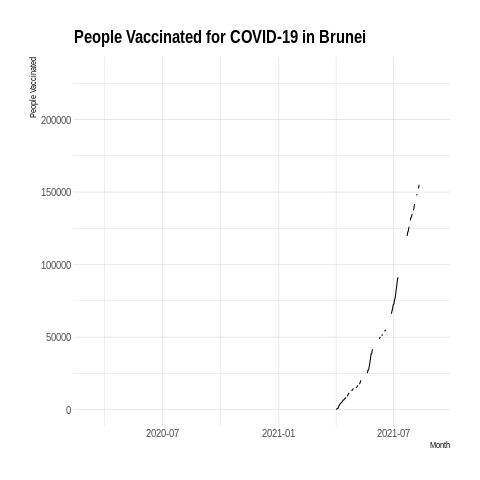 People Vaccinated for COVID-19 in Brunei
People Vaccinated
200000
150000
100000
50000
0
2020-07 2021-01 2021-07
Month